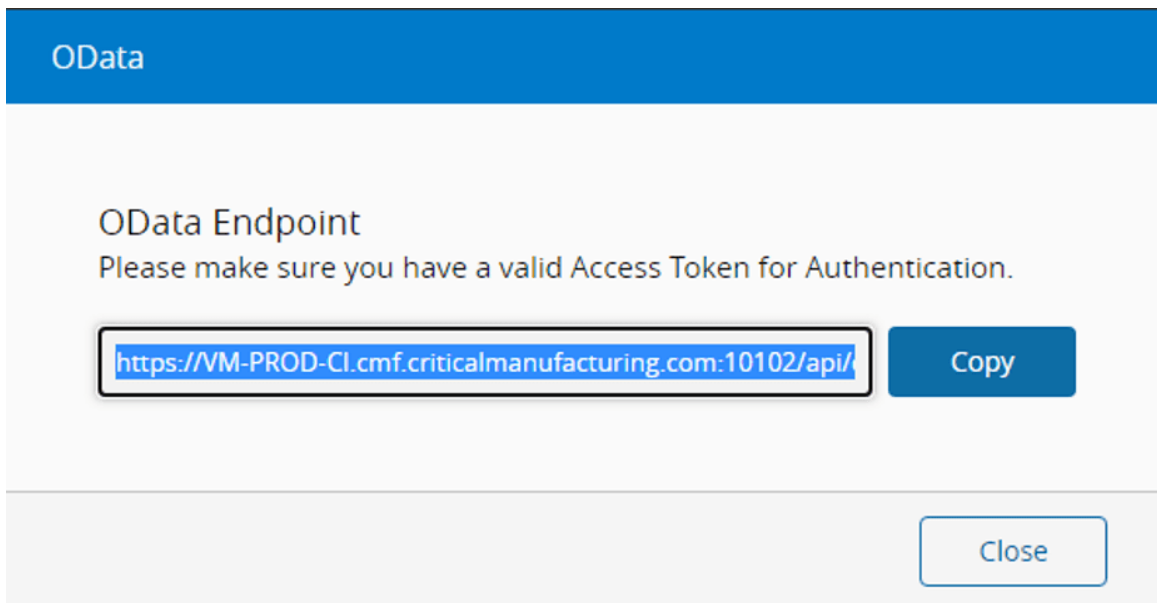 OData
OData Endpoint
Please make sure you have a valid Access Token for Authentication.
https://VM-PROD-CI.cmf.criticalmanufacturing.com:10102/api/
Copy
Close